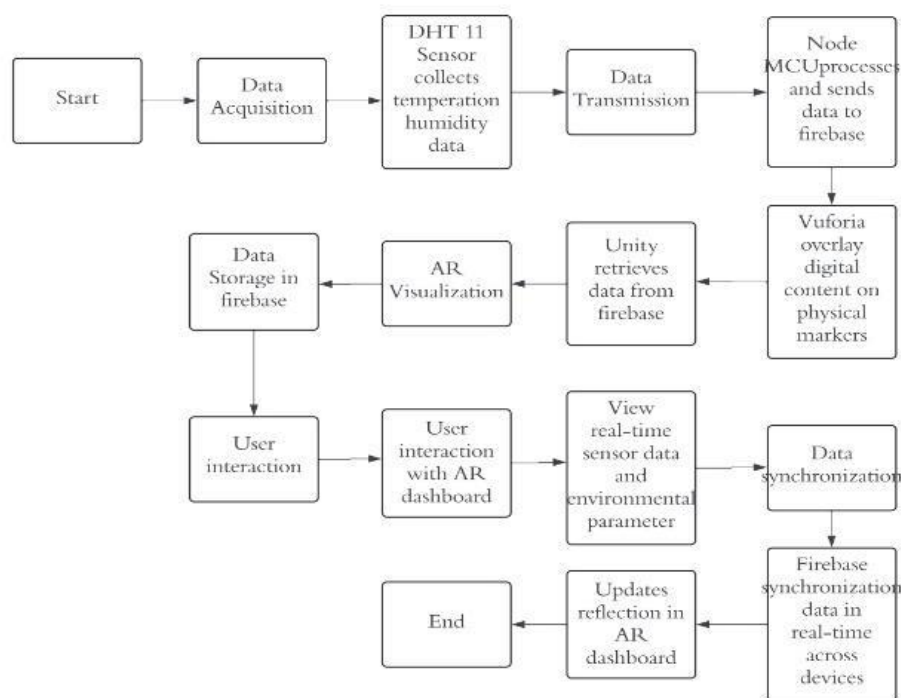 Start
Data
Acquisition
DHT 11
Sensor
collects
temperation
humidity
data
Data
Transmission
Node
MCUprocesses
and sends
data to
firebase
Vuforia
overlay
digital
content on
physical
markers
Unity
retrieves
data from
firebase
AR
Visualization
Data
Storage in
firebase
User
interaction
User
interaction
with AR
dashboard
View
real-time
sensor data
and
environmental
parameter
Data
synchronization
Firebase
synchronization
data in
real-time
across
devices
Updates
reflection in
AR
dashboard
End